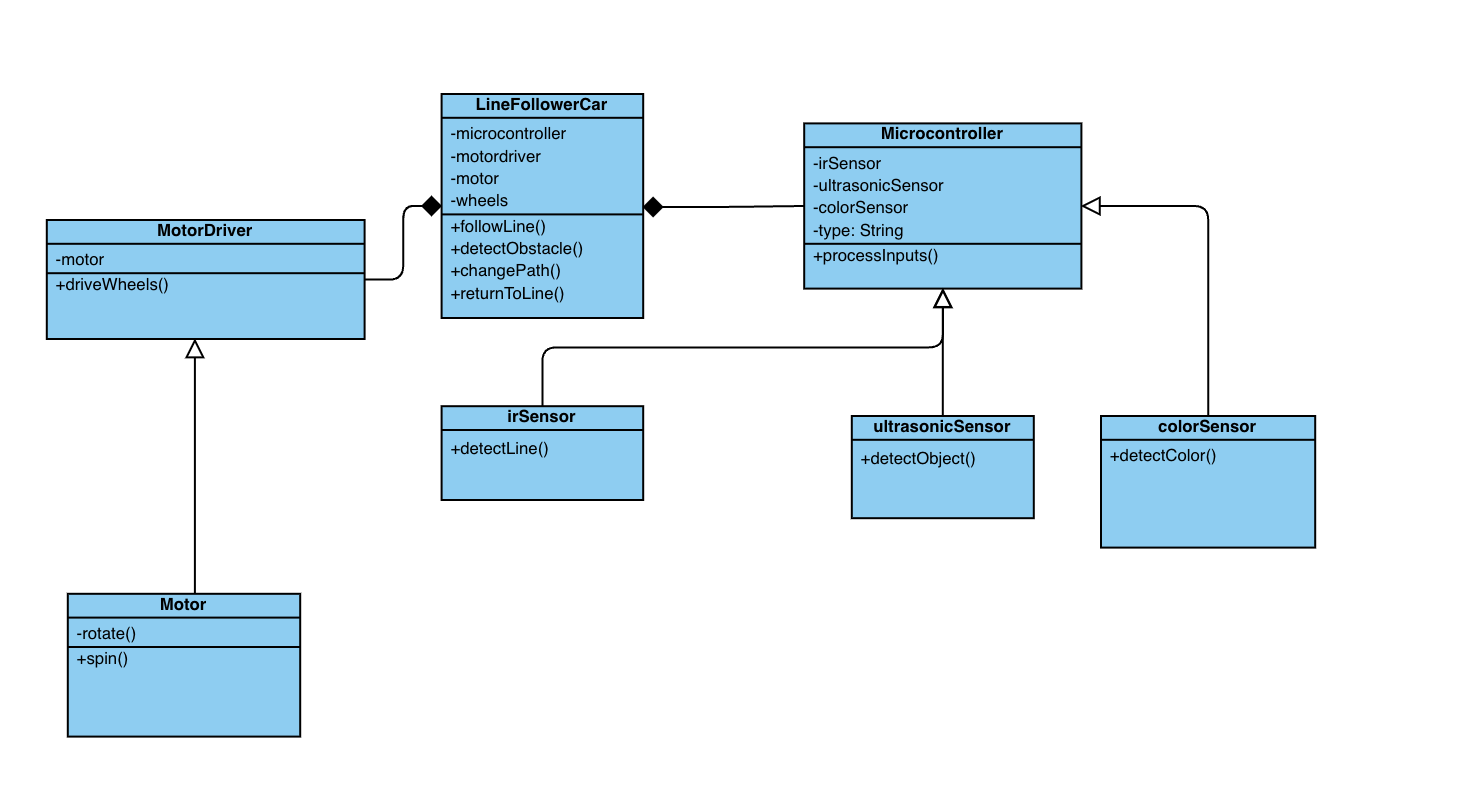 LineFollowerCar
-microcontroller
-motordriver
-motor
-wheels
+followLine()
+detectObstacle()
+changePath()
+returnToLine()
Microcontroller
-irSensor
-ultrasonicSensor
-colorSensor
-type: String
+processInputs()
MotorDriver
-motor
+driveWheels()
irSensor
+detectLine()
ultrasonicSensor
+detectObject()
colorSensor
+detectColor()
Motor
-rotate()
+spin()